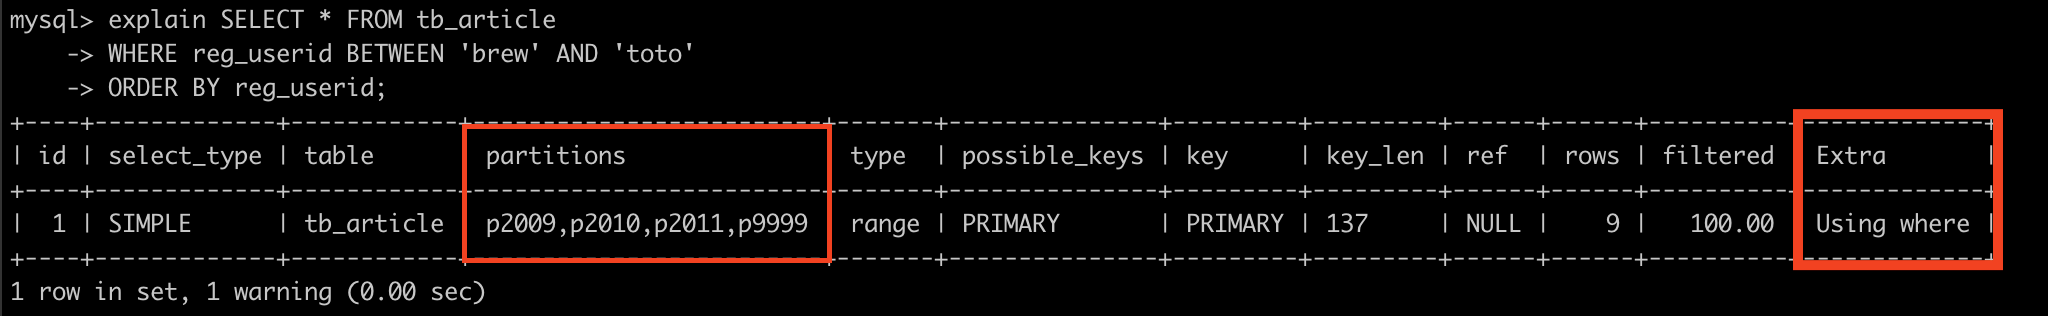 mysql> explain SELECT * FROM tb_article
    -> WHERE reg_userid BETWEEN 'brew' AND 'toto'
    -> ORDER BY reg_userid;
+----+-------------+------------+-------------------------+-------+---------------+---------+---------+------+------+----------+-------------+
| id | select_type | table      | partitions              | type  | possible_keys | key     | key_len | ref  | rows | filtered | Extra       |
+----+-------------+------------+-------------------------+-------+---------------+---------+---------+------+------+----------+-------------+
|  1 | SIMPLE      | tb_article | p2009,p2010,p2011,p9999 | range | PRIMARY       | PRIMARY | 137     | NULL |    9 |   100.00 | Using where |
+----+-------------+------------+-------------------------+-------+---------------+---------+---------+------+------+----------+-------------+
1 row in set, 1 warning (0.00 sec)